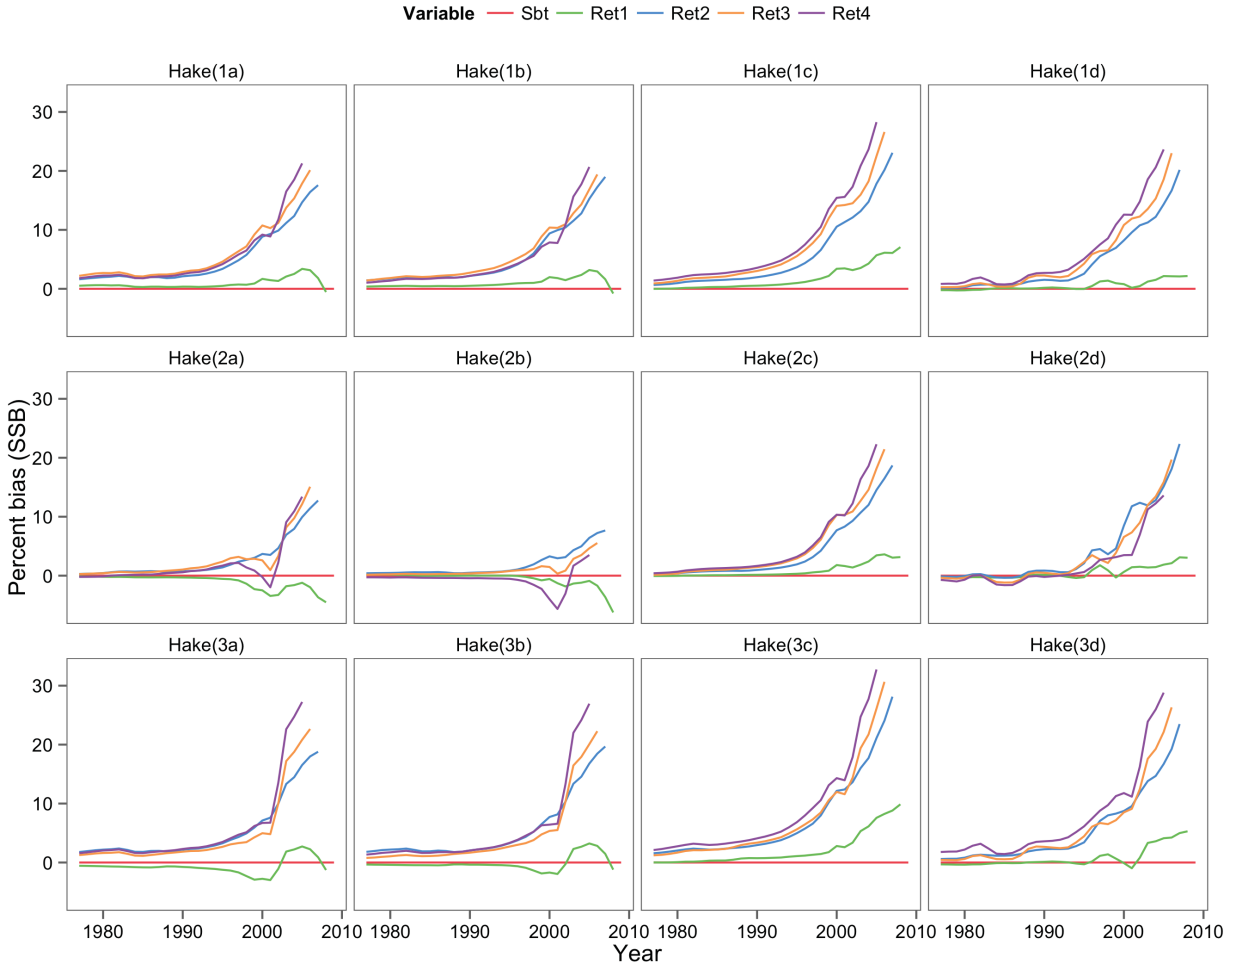 Variable Sbt Ret1 Ret2 Ret3 Ret4
Hake(1a) Hake(1b) Hake(1c) Hake(1d)
30
20
10
0
Hake(2a) Hake(2b) Hake(2c) Hake(2d)
30
20
10
0
Hake(3a) Hake(3b) Hake(3c) Hake(3d)
30
20
10
0
Percent bias (SSB)
1980 1990 2000 2010 1980 1990 2000 2010 1980 1990 2000 2010 1980 1990 2000 2010
Year